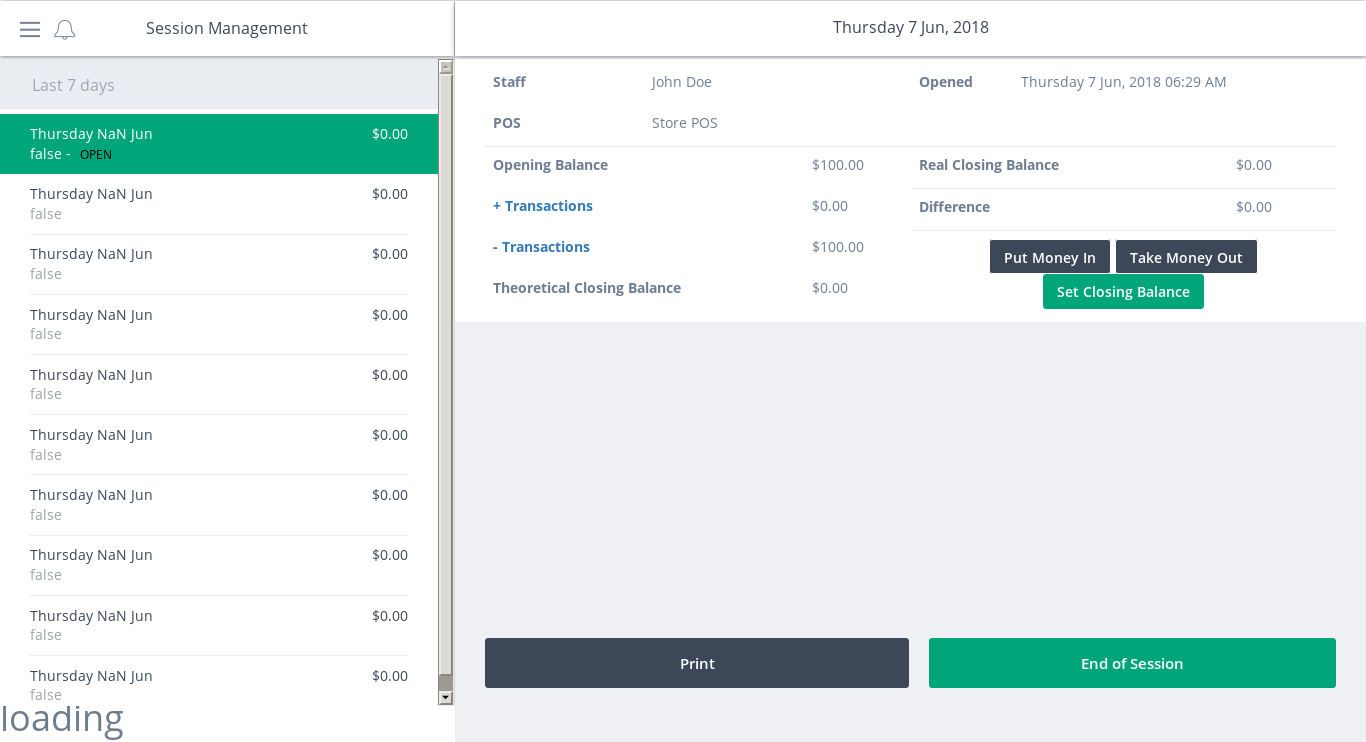 Session Management
Last 7 days
Thursday NaN Jun $0.00
false - OPEN
Thursday NaN Jun $0.00
false
Thursday NaN Jun $0.00
false
Thursday NaN Jun $0.00
false
Thursday NaN Jun $0.00
false
Thursday NaN Jun $0.00
false
Thursday NaN Jun $0.00
false
Thursday NaN Jun $0.00
false
Thursday NaN Jun $0.00
false
Thursday NaN Jun $0.00
false
loading
Thursday 7 Jun, 2018
Staff John Doe Opened Thursday 7 Jun, 2018 06:29 AM
POS Store POS
Opening Balance $100.00
+ Transactions $0.00
- Transactions $100.00
Theoretical Closing Balance $0.00
Real Closing Balance $0.00
Difference $0.00
Put Money In Take Money Out
Set Closing Balance
Print End of Session